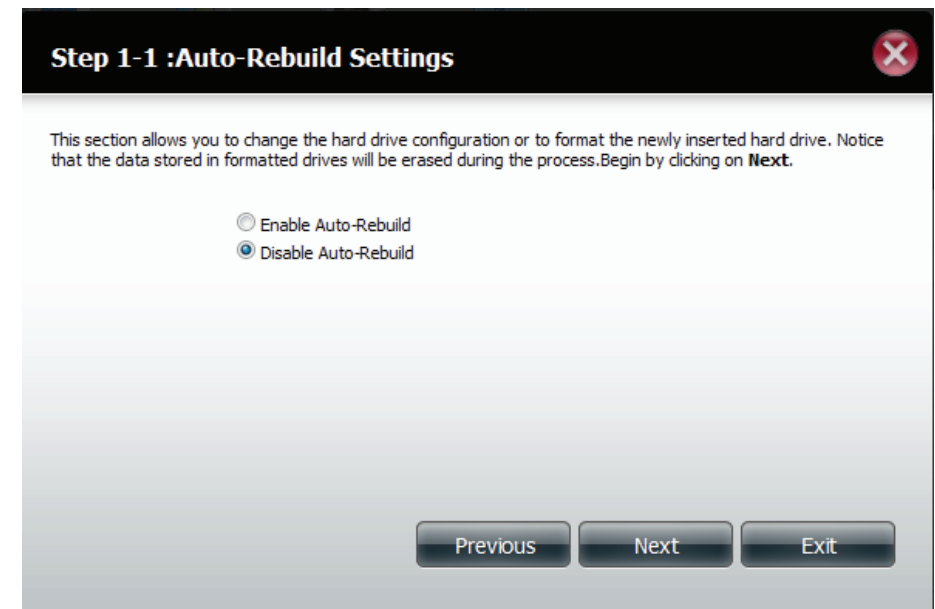 Step 1-1 :Auto-Rebuild Settings
This section allows you to change the hard drive configuration or to format the newly inserted hard drive. Notice
that the data stored in formatted drives will be erased during the process.Begin by clicking on Next.
Enable Auto-Rebuild
Disable Auto-Rebuild
Previous Next Exit